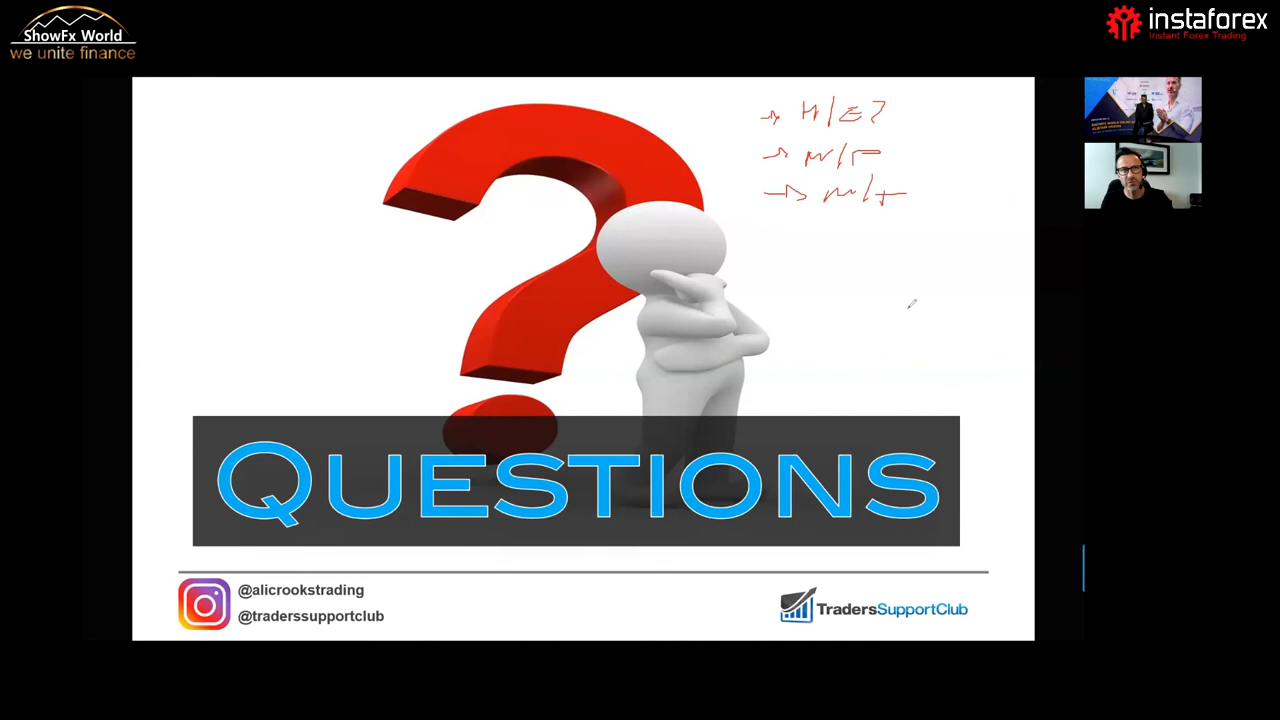 ShowFx World
we unite finance
instaforex
Instant Forex Trading
QUESTIONS
@alicrookstrading
@traderssupportclub
TradersSupportClub